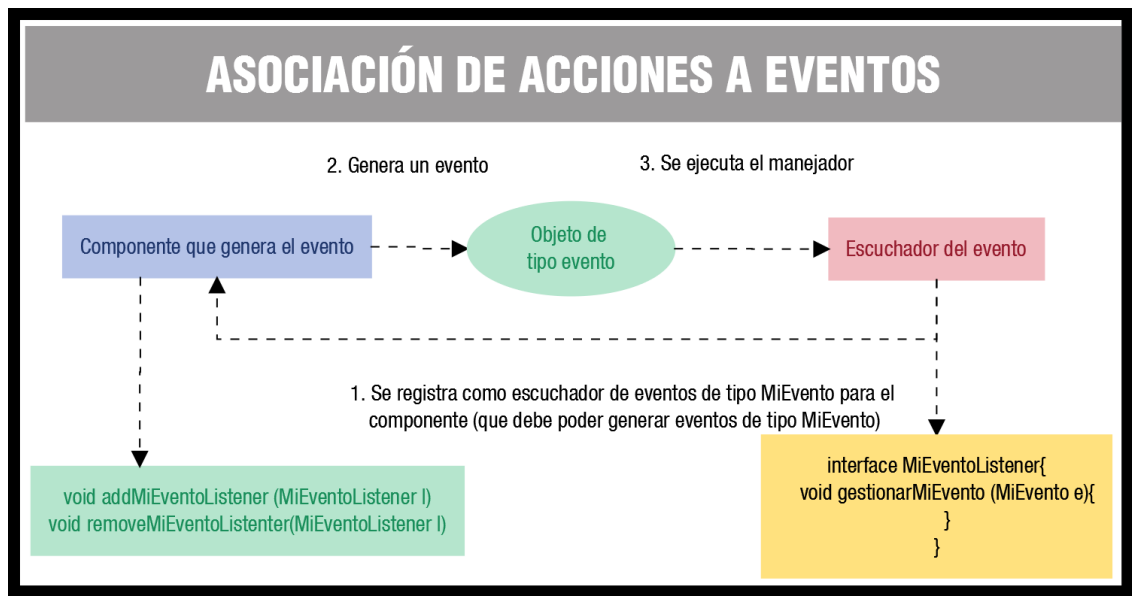 ASOCIACIÓN DE ACCIONES A EVENTOS
2. Genera un evento
3. Se ejecuta el manejador
Componente que genera el evento
Objeto de
tipo evento
Escuchador del evento
1. Se registra como escuchador de eventos de tipo MiEvento para el
componente (que debe poder generar eventos de tipo MiEvento)
void addMiEventoListener (MiEventoListener l)
void removeMiEventoListenter(MiEventoListener l)
interface MiEventoListener{
void gestionarMiEvento (MiEvento e){
}
}